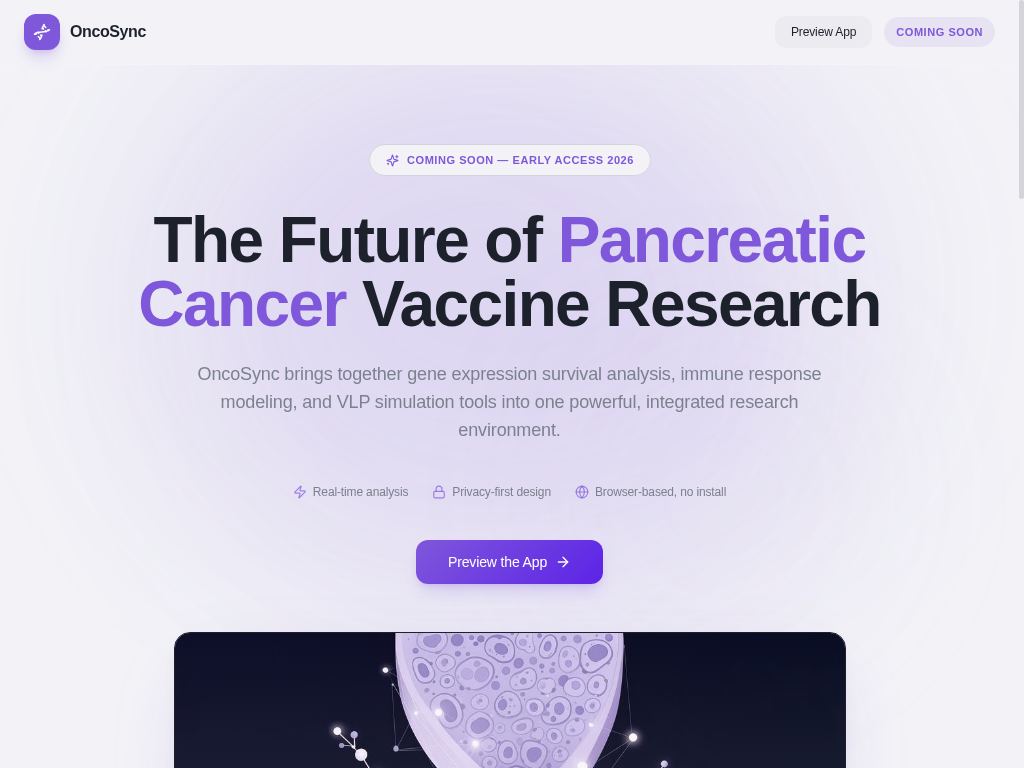 OncoSync
Preview App
COMING SOON
COMING SOON — EARLY ACCESS 2026
The Future of Pancreatic
Cancer Vaccine Research
OncoSync brings together gene expression survival analysis, immune response
modeling, and VLP simulation tools into one powerful, integrated research
environment.
Real-time analysis
Privacy-first design
Browser-based, no install
Preview the App